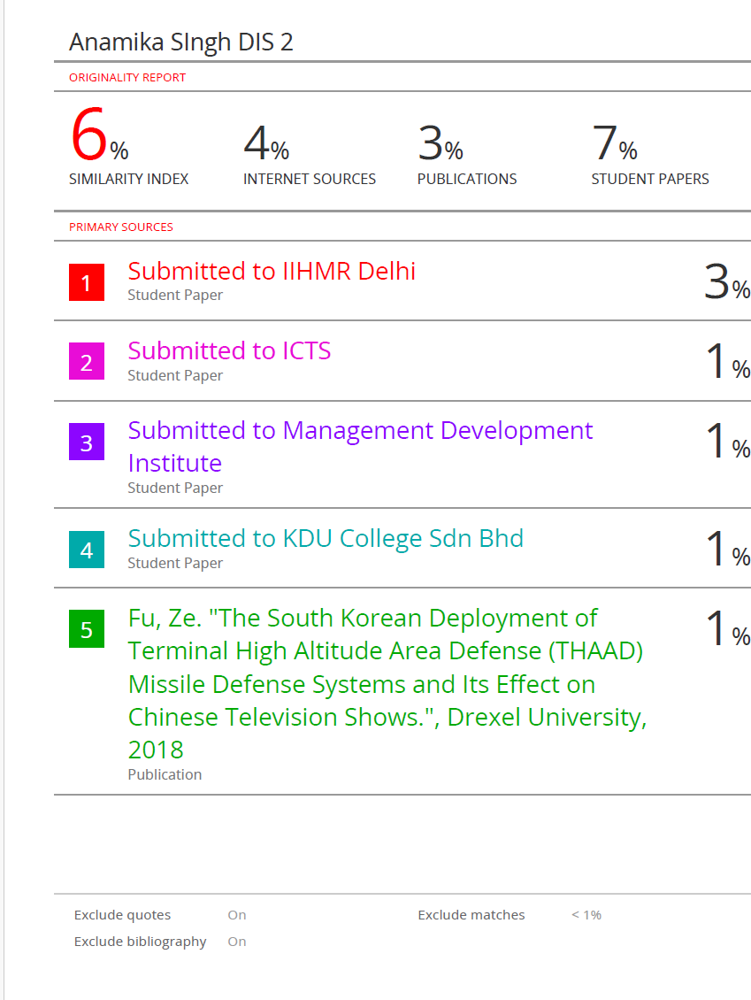 Anamika SIngh DIS 2
ORIGINALITY REPORT
6%
4%
3%
7%
SIMILARITY INDEX
INTERNET SOURCES
PUBLICATIONS
STUDENT PAPERS
PRIMARY SOURCES
1
Submitted to IIHMR Delhi
Student Paper
3%
2
Submitted to ICTS
Student Paper
1%
3
Submitted to Management Development
Institute
Student Paper
1%
4
Submitted to KDU College Sdn Bhd
Student Paper
1%
5
Fu, Ze. "The South Korean Deployment of
Terminal High Altitude Area Defense (THAAD)
Missile Defense Systems and Its Effect on
Chinese Television Shows.", Drexel University,
2018
Publication
1%
Exclude quotes On
Exclude matches < 1%
Exclude bibliography On